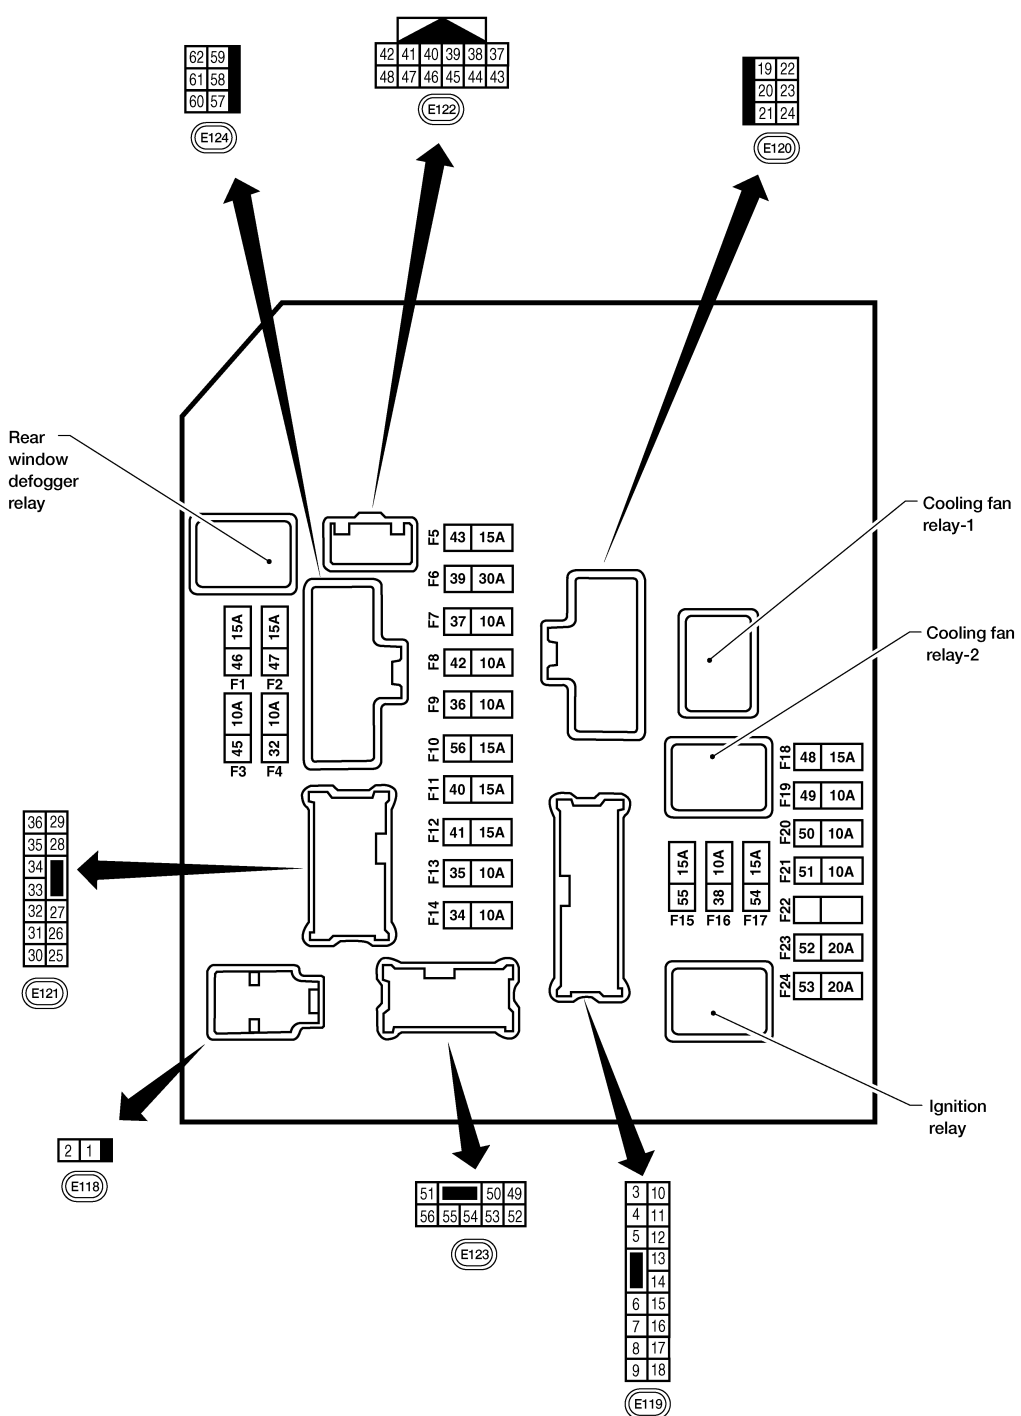 62 59
61 58
60 57
E124
42 41 40 39 38 37
48 47 46 45 44 43
E122
19 22
20 23
21 24
E120
Rear
window
defogger
relay
Cooling fan
relay-1
Cooling fan
relay-2
F5 43 15A
F6 39 30A
F7 37 10A
F8 42 10A
F9 36 10A
F10 56 15A
F11 40 15A
F12 41 15A
F13 35 10A
F14 34 10A
46 15A
F1
47 15A
F2
45 10A
F3
32 10A
F4
F18 48 15A
F19 49 10A
F20 50 10A
F21 51 10A
F22
F23 52 20A
F24 53 20A
55 15A
F15
38 10A
F16
54 15A
F17
36 29
35 28
34
33
32 27
31 26
30 25
E121
Ignition
relay
2 1
E118
51 50 49
56 55 54 53 52
E123
3 10
4 11
5 12
13
14
6 15
7 16
8 17
9 18
E119